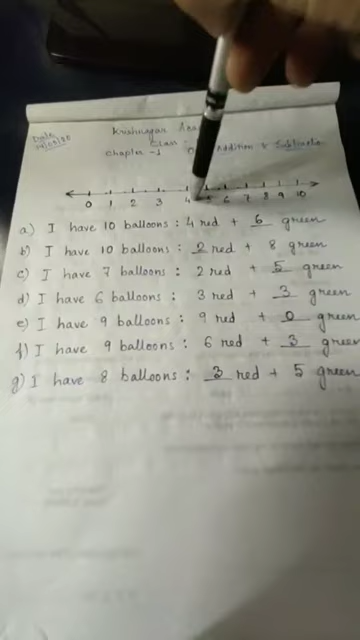 Krishnagar
Class
Chapter - 1 Addition & Subtraction
0 1 2 3 4 5 6 7 8 9 10
a) I have 10 balloons : 4 red + 6 green
b) I have 10 balloons : 2 red + 8 green
c) I have 7 balloons : 2 red + 5 green
d) I have 6 balloons : 3 red + 3 green
e) I have 9 balloons : 9 red + 0 green
f) I have 9 balloons : 6 red + 3 green
g) I have 8 balloons : 3 red + 5 green